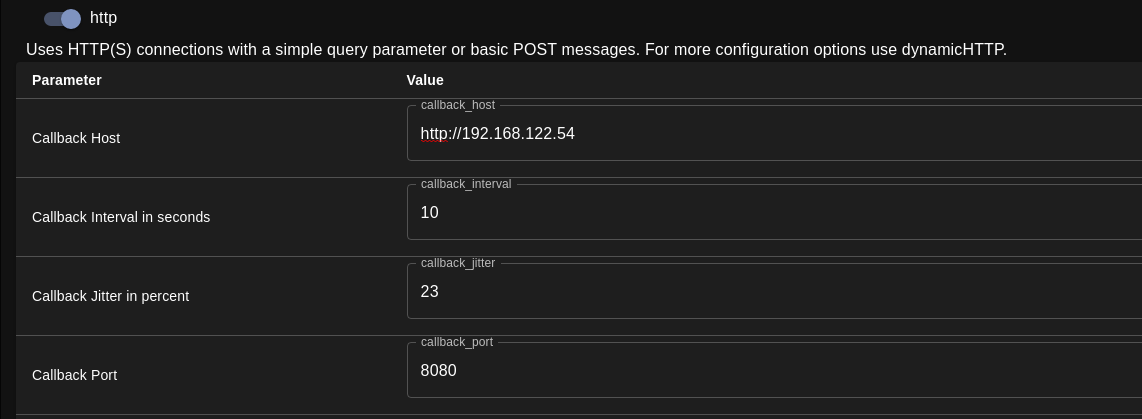 http
Uses HTTP(S) connections with a simple query parameter or basic POST messages. For more configuration options use dynamicHTTP.
Parameter Value
callback_host
Callback Host http://192.168.122.54
callback_interval
Callback Interval in seconds 10
callback_jitter
Callback Jitter in percent 23
callback_port
Callback Port 8080